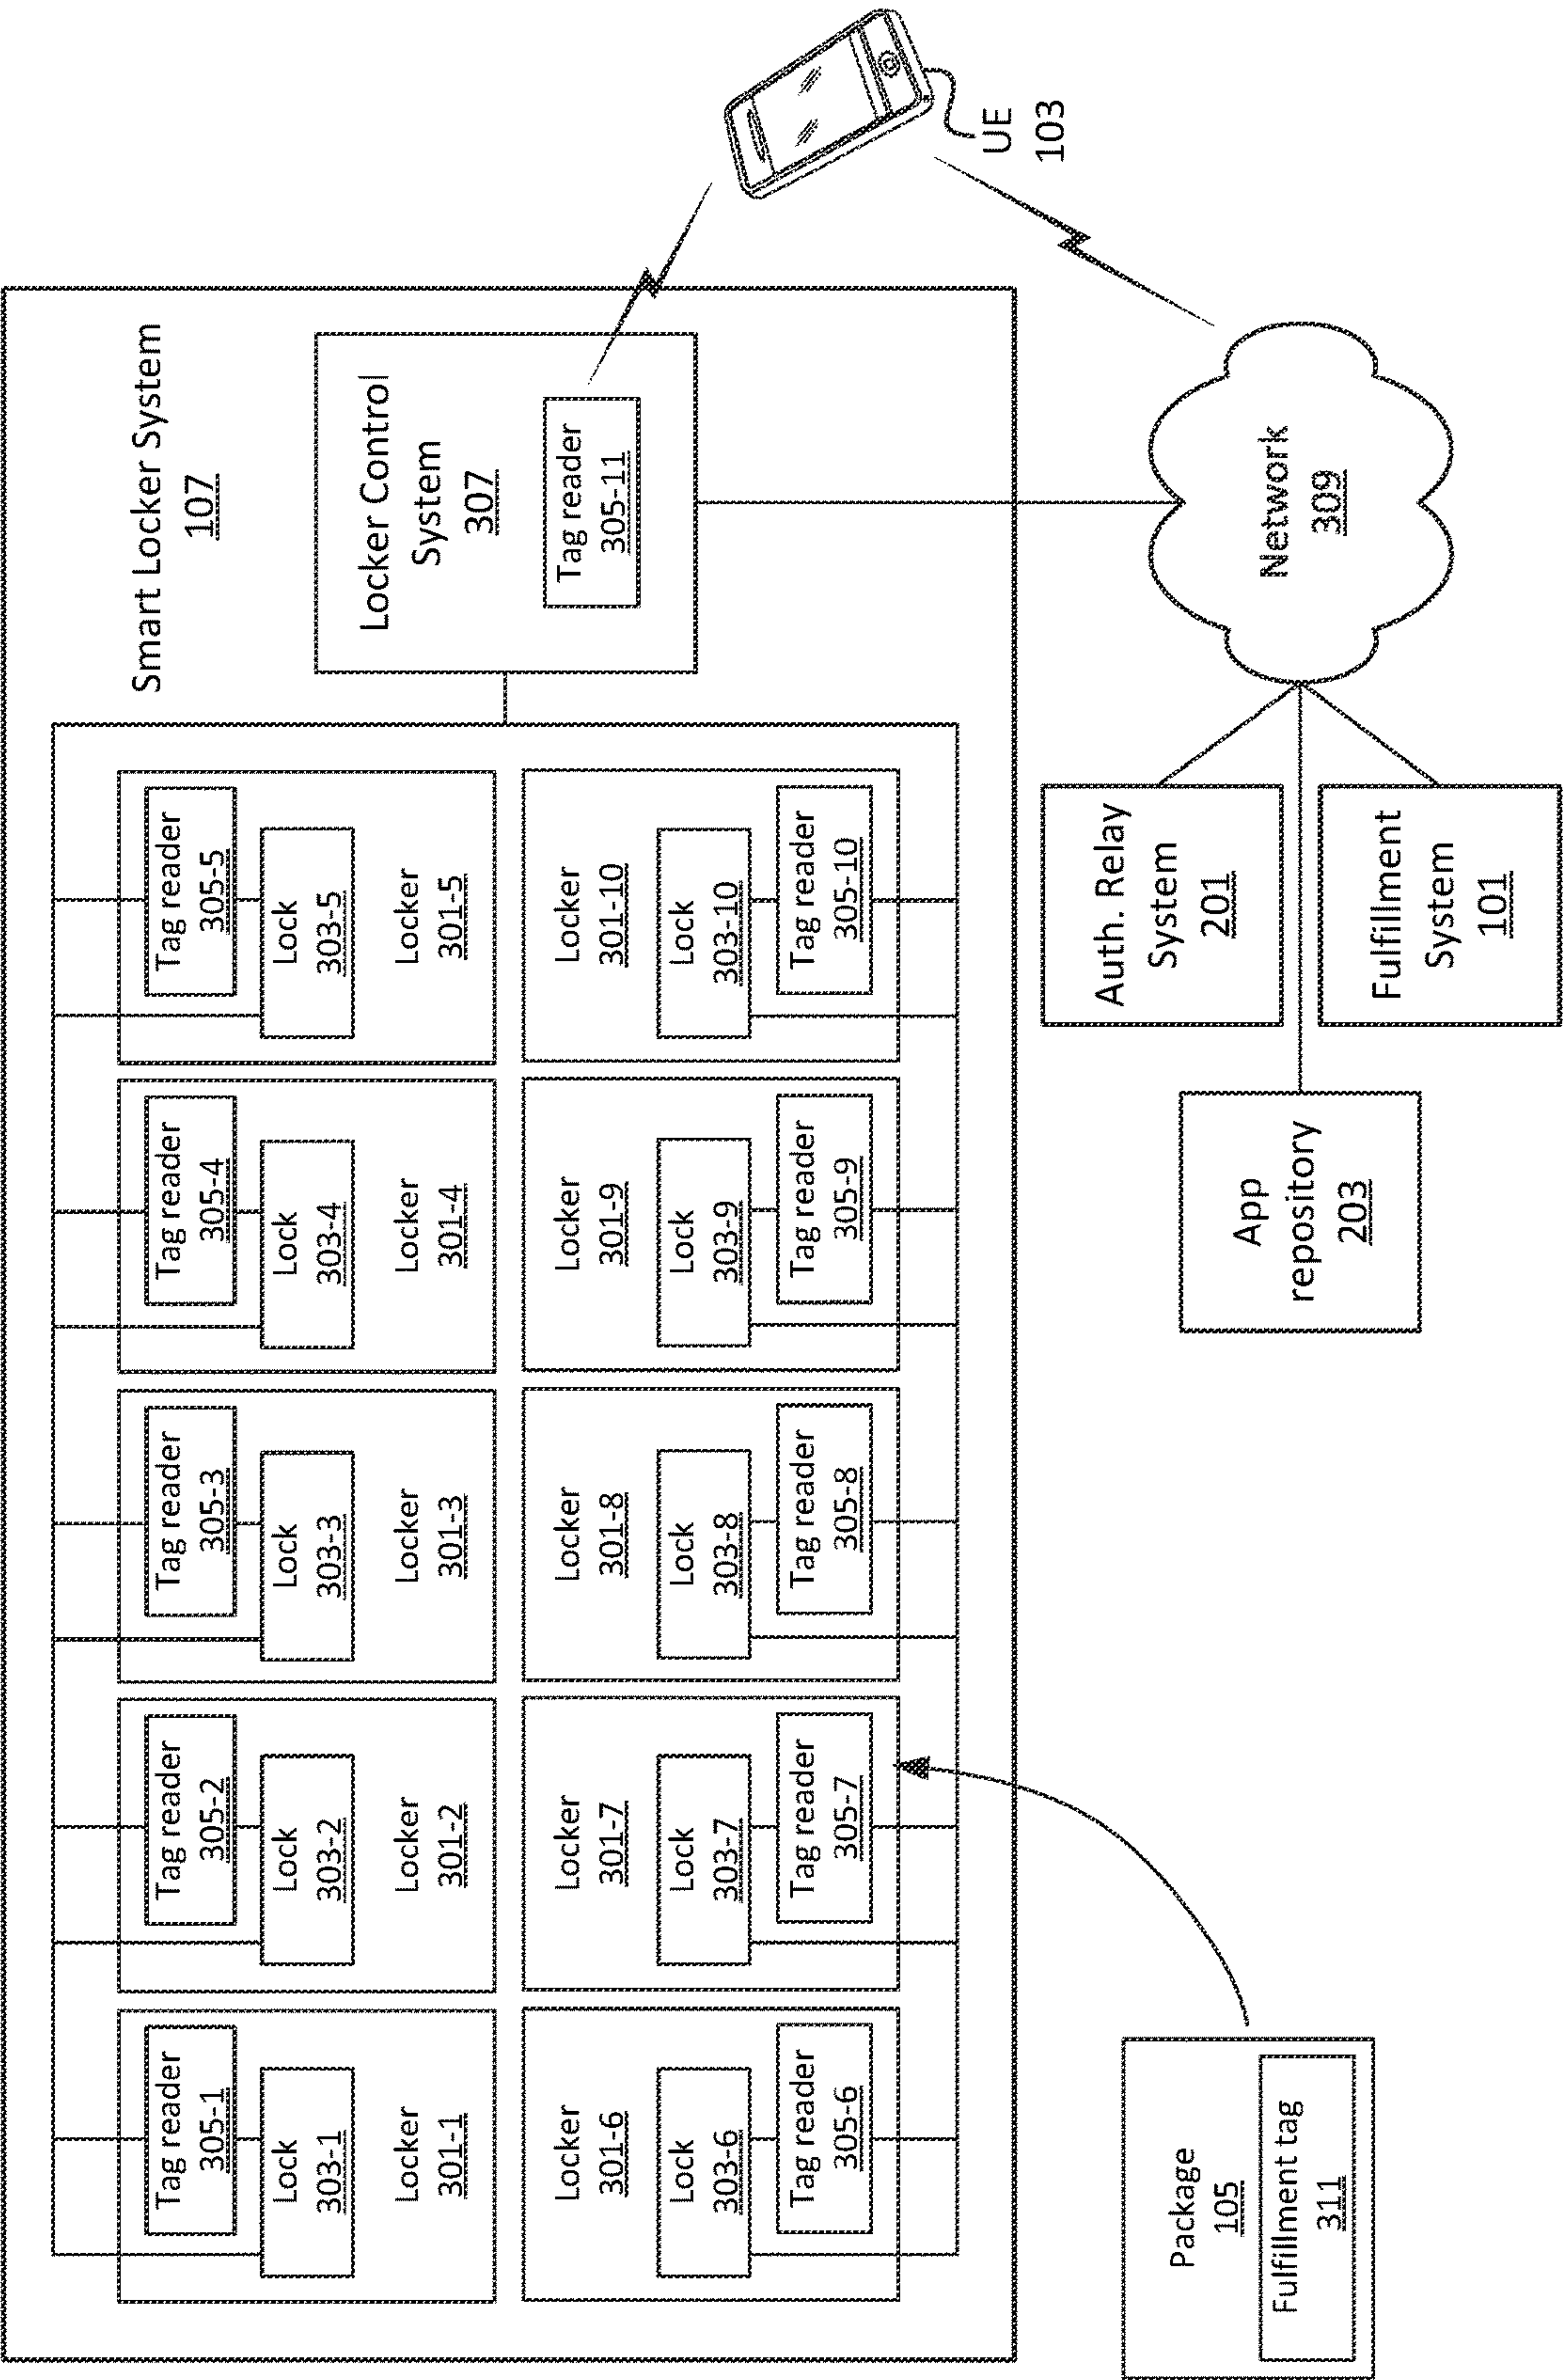 Smart Locker System
107
Tag reader
305-1
Lock
303-1
Locker
301-1
Tag reader
305-2
Lock
303-2
Locker
301-2
Tag reader
305-3
Lock
303-3
Locker
301-3
Tag reader
305-4
Lock
303-4
Locker
301-4
Tag reader
305-5
Lock
303-5
Locker
301-5
Locker Control
System
307
Tag reader
305-11
Locker
301-6
Lock
303-6
Tag reader
305-6
Locker
301-7
Lock
303-7
Tag reader
305-7
Locker
301-8
Lock
303-8
Tag reader
305-8
Locker
301-9
Lock
303-9
Tag reader
305-9
Locker
301-10
Lock
303-10
Tag reader
305-10
UE
103
Package
105
Fulfillment tag
311
App
repository
203
Auth. Relay
System
201
Fulfillment
System
101
Network
309